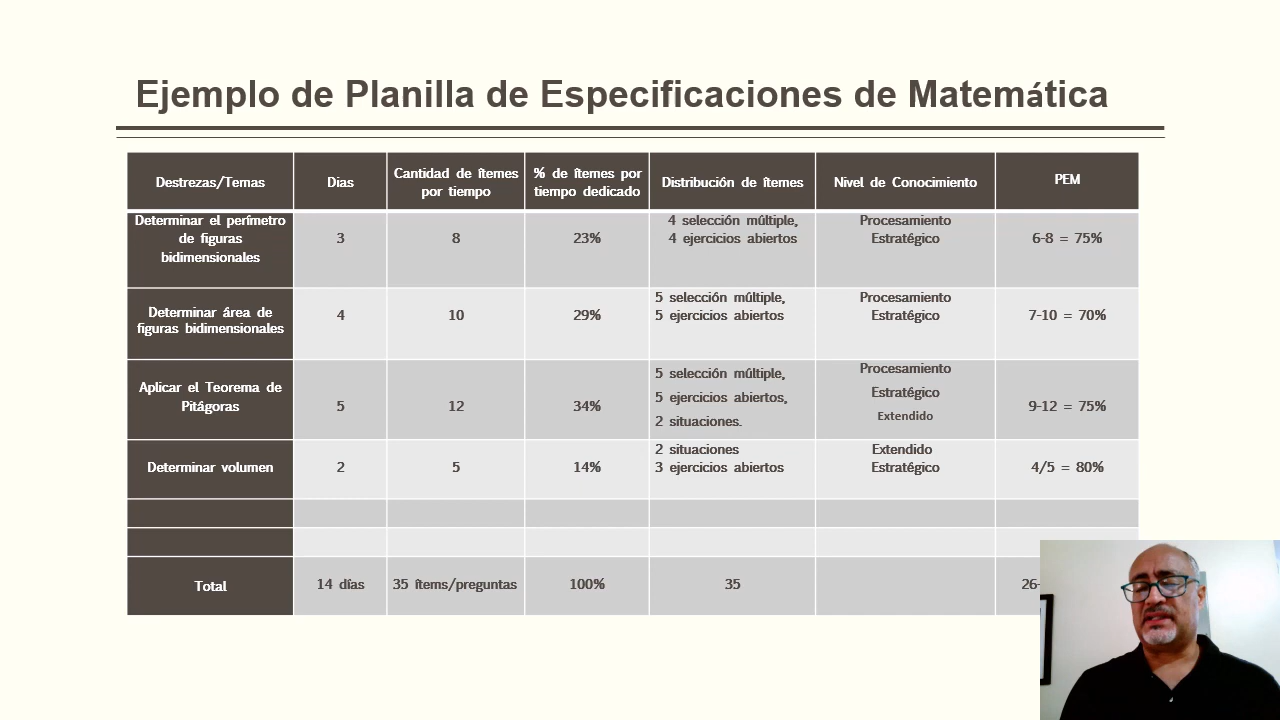 Ejemplo de Planilla de Especificaciones de Matemática
Destrezas/Temas
Dias
Cantidad de ítemes
por tiempo
% de ítemes por
tiempo dedicado
Distribución de ítemes
Nivel de Conocimiento
PEM
Determinar el perímetro
de figuras
bidimensionales
3
8
23%
4 selección múltiple,
4 ejercicios abiertos
Procesamiento
Estratégico
6-8 = 75%
Determinar área de
figuras bidimensionales
4
10
29%
5 selección múltiple,
5 ejercicios abiertos
Procesamiento
Estratégico
7-10 = 70%
Aplicar el Teorema de
Pitágoras
5
12
34%
5 selección múltiple,
5 ejercicios abiertos,
2 situaciones.
Procesamiento
Estratégico
Extendido
9-12 = 75%
Determinar volumen
2
5
14%
2 situaciones
3 ejercicios abiertos
Extendido
Estratégico
4/5 = 80%
Total
14 días
35 ítems/preguntas
100%
35
26-